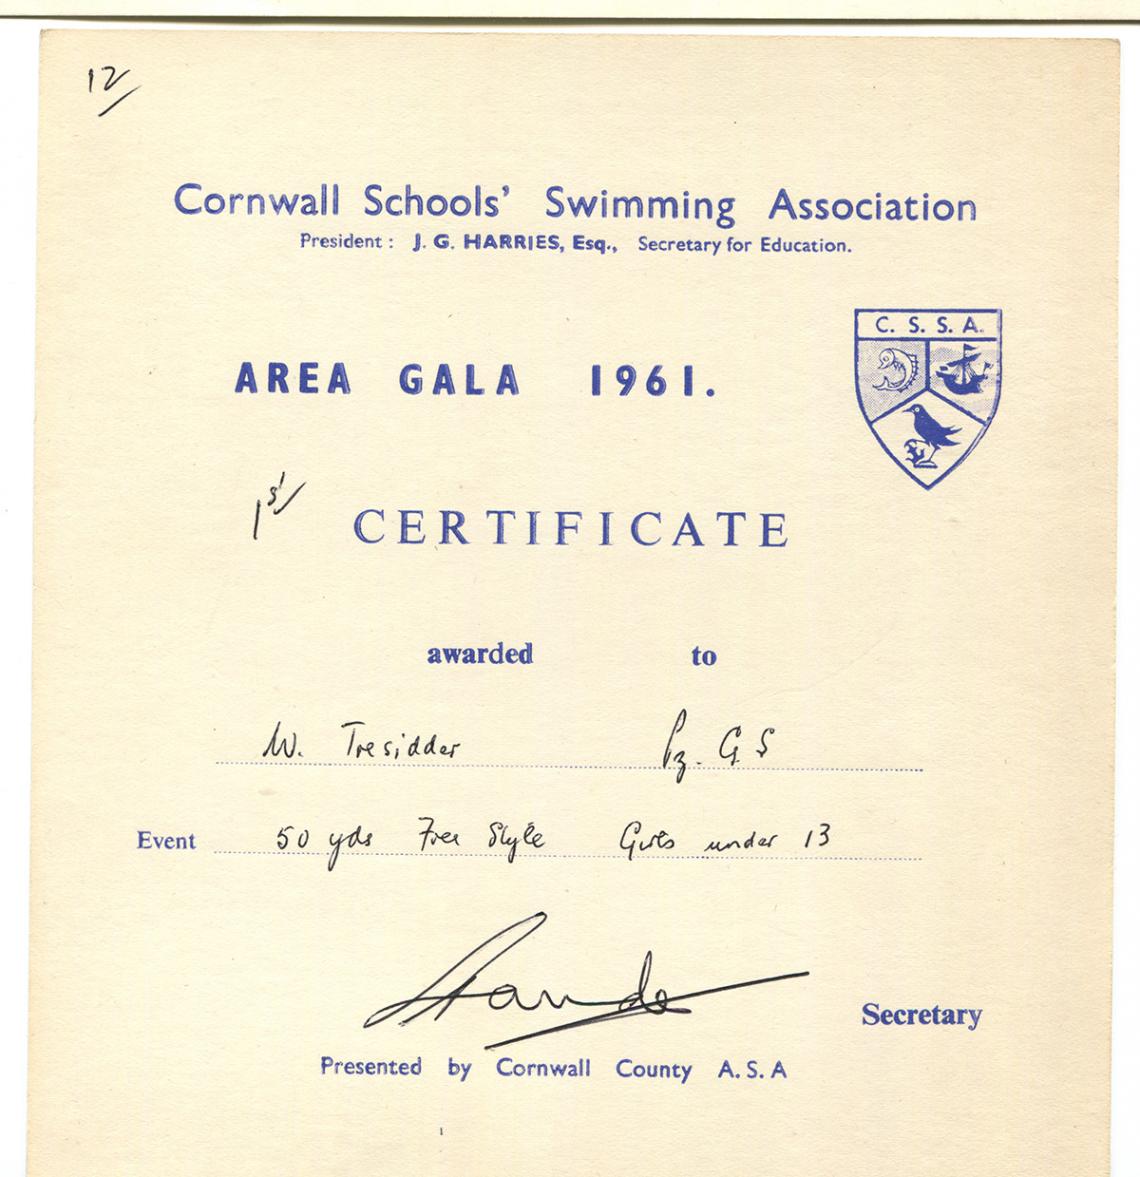 12
Cornwall Schools' Swimming Association
President: J. G. HARRIES, Esq., Secretary for Education.
C. S. S. A.
AREA GALA 1961.
1st
CERTIFICATE
awarded to
W. Tresidder Pz. G.S
Event 50 yds Free Style Girls under 13
Secretary
Presented by Cornwall County A. S. A